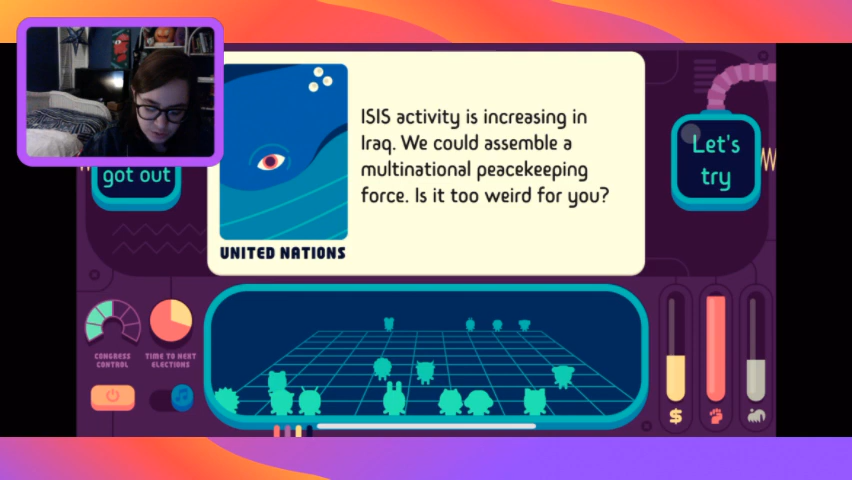 ISIS activity is increasing in
Iraq. We could assemble a
multinational peacekeeping
force. Is it too weird for you?
UNITED NATIONS
got out
Let's
try
CONGRESS
CONTROL
TIME TO NEXT
ELECTIONS
$